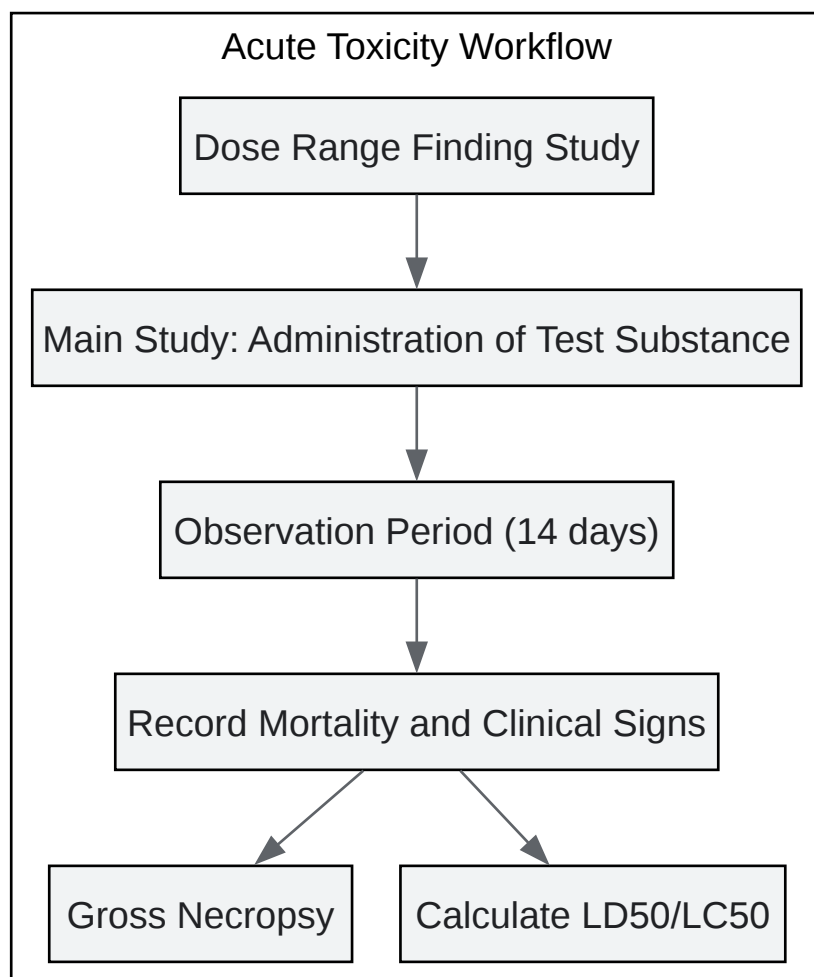 Acute Toxicity Workflow
Dose Range Finding Study
Main Study: Administration of Test Substance
Observation Period (14 days)
Record Mortality and Clinical Signs
Gross Necropsy
Calculate LD50/LC50